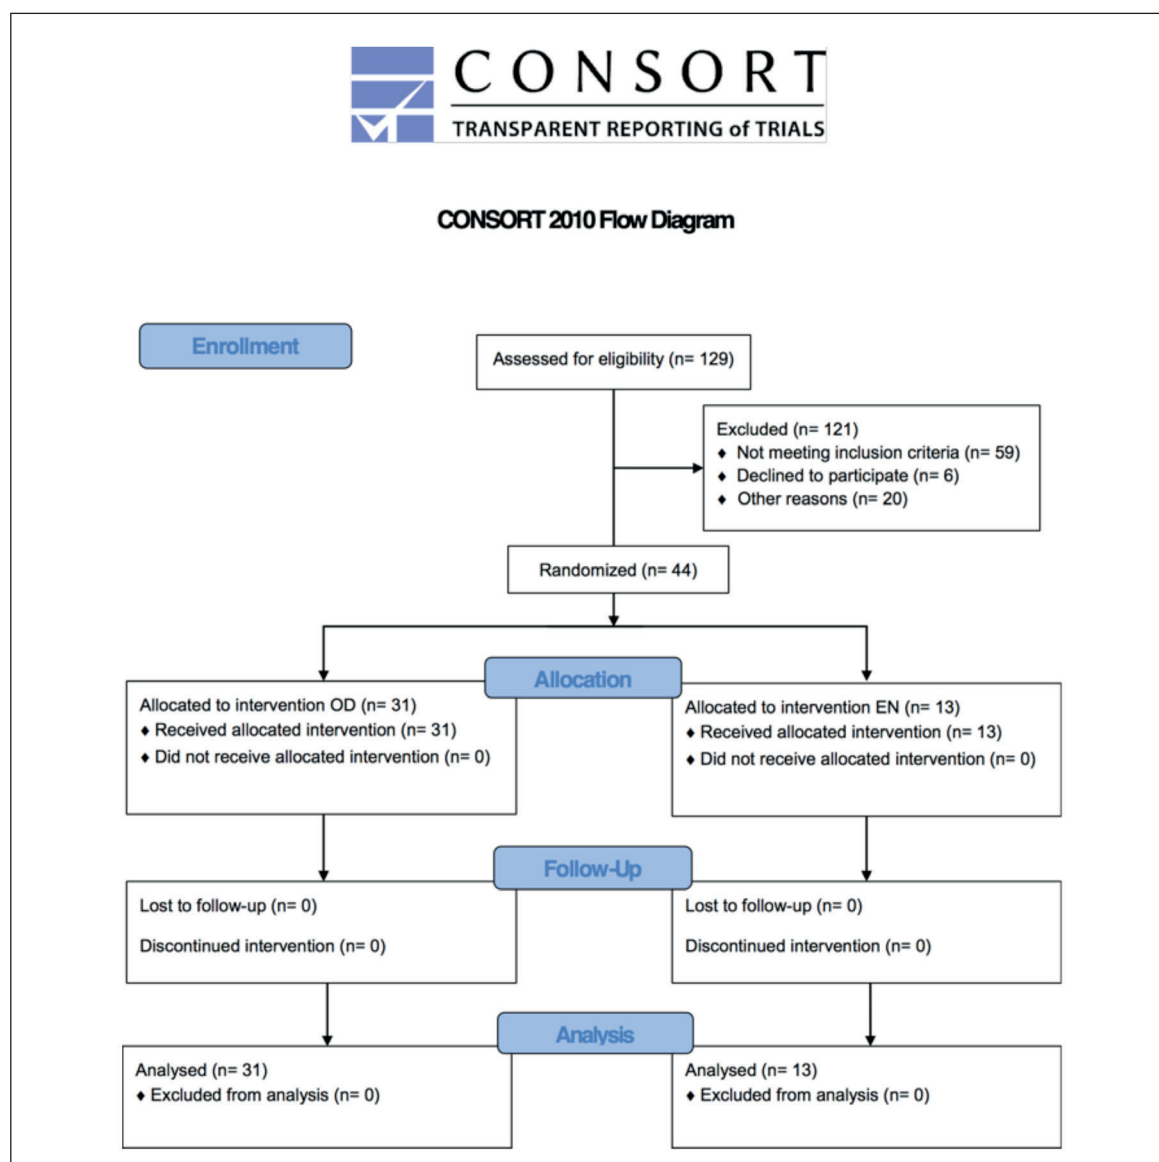 CONSORT
TRANSPARENT REPORTING of TRIALS
CONSORT 2010 Flow Diagram
Enrollment
Assessed for eligibility (n= 129)
Excluded (n= 121)
♦ Not meeting inclusion criteria (n= 59)
♦ Declined to participate (n= 6)
♦ Other reasons (n= 20)
Randomized (n= 44)
Allocation
Allocated to intervention OD (n= 31)
♦ Received allocated intervention (n= 31)
♦ Did not receive allocated intervention (n= 0)
Allocated to intervention EN (n= 13)
♦ Received allocated intervention (n= 13)
♦ Did not receive allocated intervention (n= 0)
Follow-Up
Lost to follow-up (n= 0)
Discontinued intervention (n= 0)
Lost to follow-up (n= 0)
Discontinued intervention (n= 0)
Analysis
Analysed (n= 31)
♦ Excluded from analysis (n= 0)
Analysed (n= 13)
♦ Excluded from analysis (n= 0)